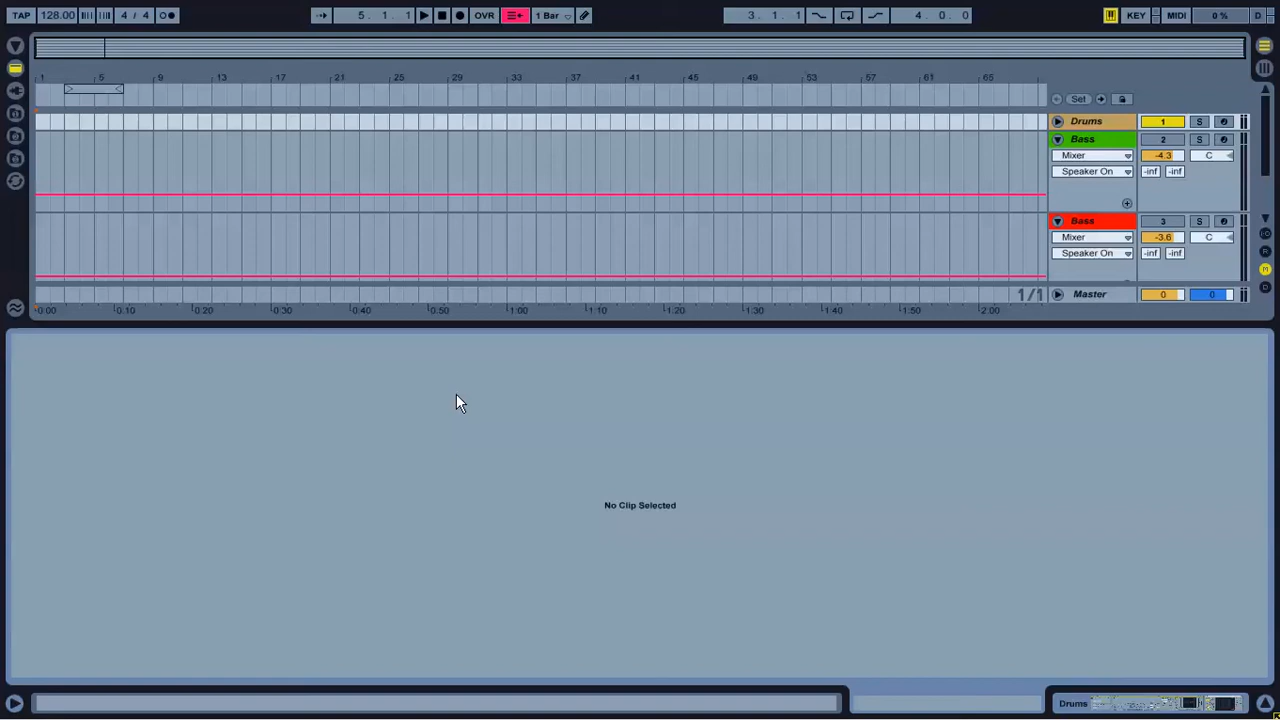 TAP 128.00 4 / 4 5 . 1 . 1 OVR 1 Bar 3 . 1 . 1 4 . 0 . 0 KEY MIDI 0 % D
1 5 9 13 17 21 25 29 33 37 41 45 49 53 57 61 65
Set
Drums 1 S
Bass 2 S
Mixer -4.3 C
Speaker On -inf -inf
Bass 3 S
Mixer -3.6 C
Speaker On -inf -inf
1/1 Master 0 0
0:00 0:10 0:20 0:30 0:40 0:50 1:00 1:10 1:20 1:30 1:40 1:50 2:00
No Clip Selected
Drums